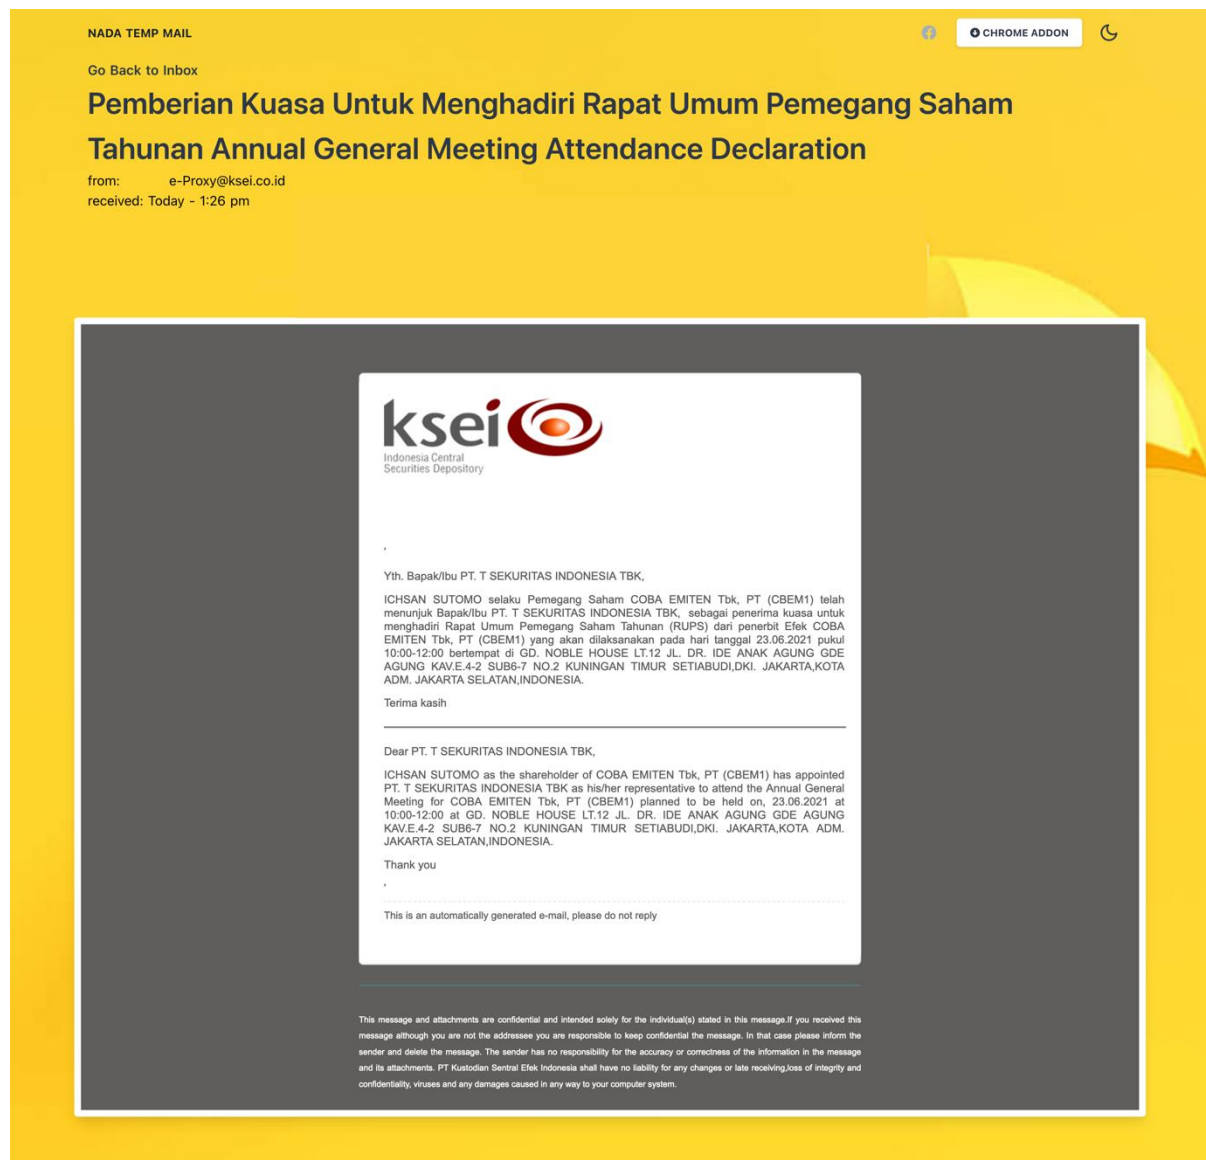 NADA TEMP MAIL
CHROME ADDON
Go Back to Inbox
Pemberian Kuasa Untuk Menghadiri Rapat Umum Pemegang Saham
Tahunan Annual General Meeting Attendance Declaration
from: e-Proxy@ksei.co.id
received: Today - 1:26 pm
ksei
Indonesia Central
Securities Depository
,
Yth. Bapak/Ibu PT. T SEKURITAS INDONESIA TBK,
ICHSAN SUTOMO selaku Pemegang Saham COBA EMITEN Tbk, PT (CBEM1) telah
menunjuk Bapak/Ibu PT. T SEKURITAS INDONESIA TBK, sebagai penerima kuasa untuk
menghadiri Rapat Umum Pemegang Saham Tahunan (RUPS) dari penerbit Efek COBA
EMITEN Tbk, PT (CBEM1) yang akan dilaksanakan pada hari tanggal 23.06.2021 pukul
10:00-12:00 bertempat di GD. NOBLE HOUSE LT.12 JL. DR. IDE ANAK AGUNG GDE
AGUNG KAV.E.4-2 SUB6-7 NO.2 KUNINGAN TIMUR SETIABUDI,DKI. JAKARTA,KOTA
ADM. JAKARTA SELATAN,INDONESIA.
Terima kasih
Dear PT. T SEKURITAS INDONESIA TBK,
ICHSAN SUTOMO as the shareholder of COBA EMITEN Tbk, PT (CBEM1) has appointed
PT. T SEKURITAS INDONESIA TBK as his/her representative to attend the Annual General
Meeting for COBA EMITEN Tbk, PT (CBEM1) planned to be held on, 23.06.2021 at
10:00-12:00 at GD. NOBLE HOUSE LT.12 JL. DR. IDE ANAK AGUNG GDE AGUNG
KAV.E.4-2 SUB6-7 NO.2 KUNINGAN TIMUR SETIABUDI,DKI. JAKARTA,KOTA ADM.
JAKARTA SELATAN,INDONESIA.
Thank you
,
This is an automatically generated e-mail, please do not reply
This message and attachments are confidential and intended solely for the individual(s) stated in this message.If you received this
message although you are not the addressee you are responsible to keep confidential the message. In that case please inform the
sender and delete the message. The sender has no responsibility for the accuracy or correctness of the information in the message
and its attachments. PT Kustodian Sentral Efek Indonesia shall have no liability for any changes or late receiving,loss of integrity and
confidentiality, viruses and any damages caused in any way to your computer system.